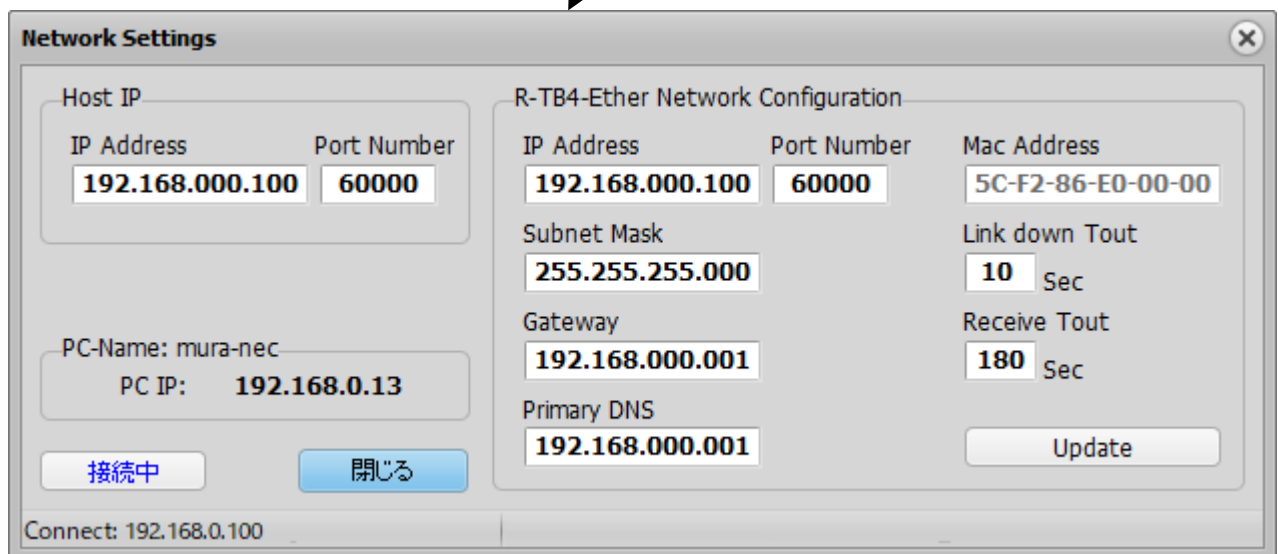 Network Settings
Host IP
IP Address Port Number
192.168.000.100 60000
PC-Name: mura-nec
PC IP: 192.168.0.13
接続中 閉じる
R-TB4-Ether Network Configuration
IP Address Port Number Mac Address
192.168.000.100 60000 5C-F2-86-E0-00-00
Subnet Mask Link down Tout
255.255.255.000 10 Sec
Gateway Receive Tout
192.168.000.001 180 Sec
Primary DNS
192.168.000.001 Update
Connect: 192.168.0.100